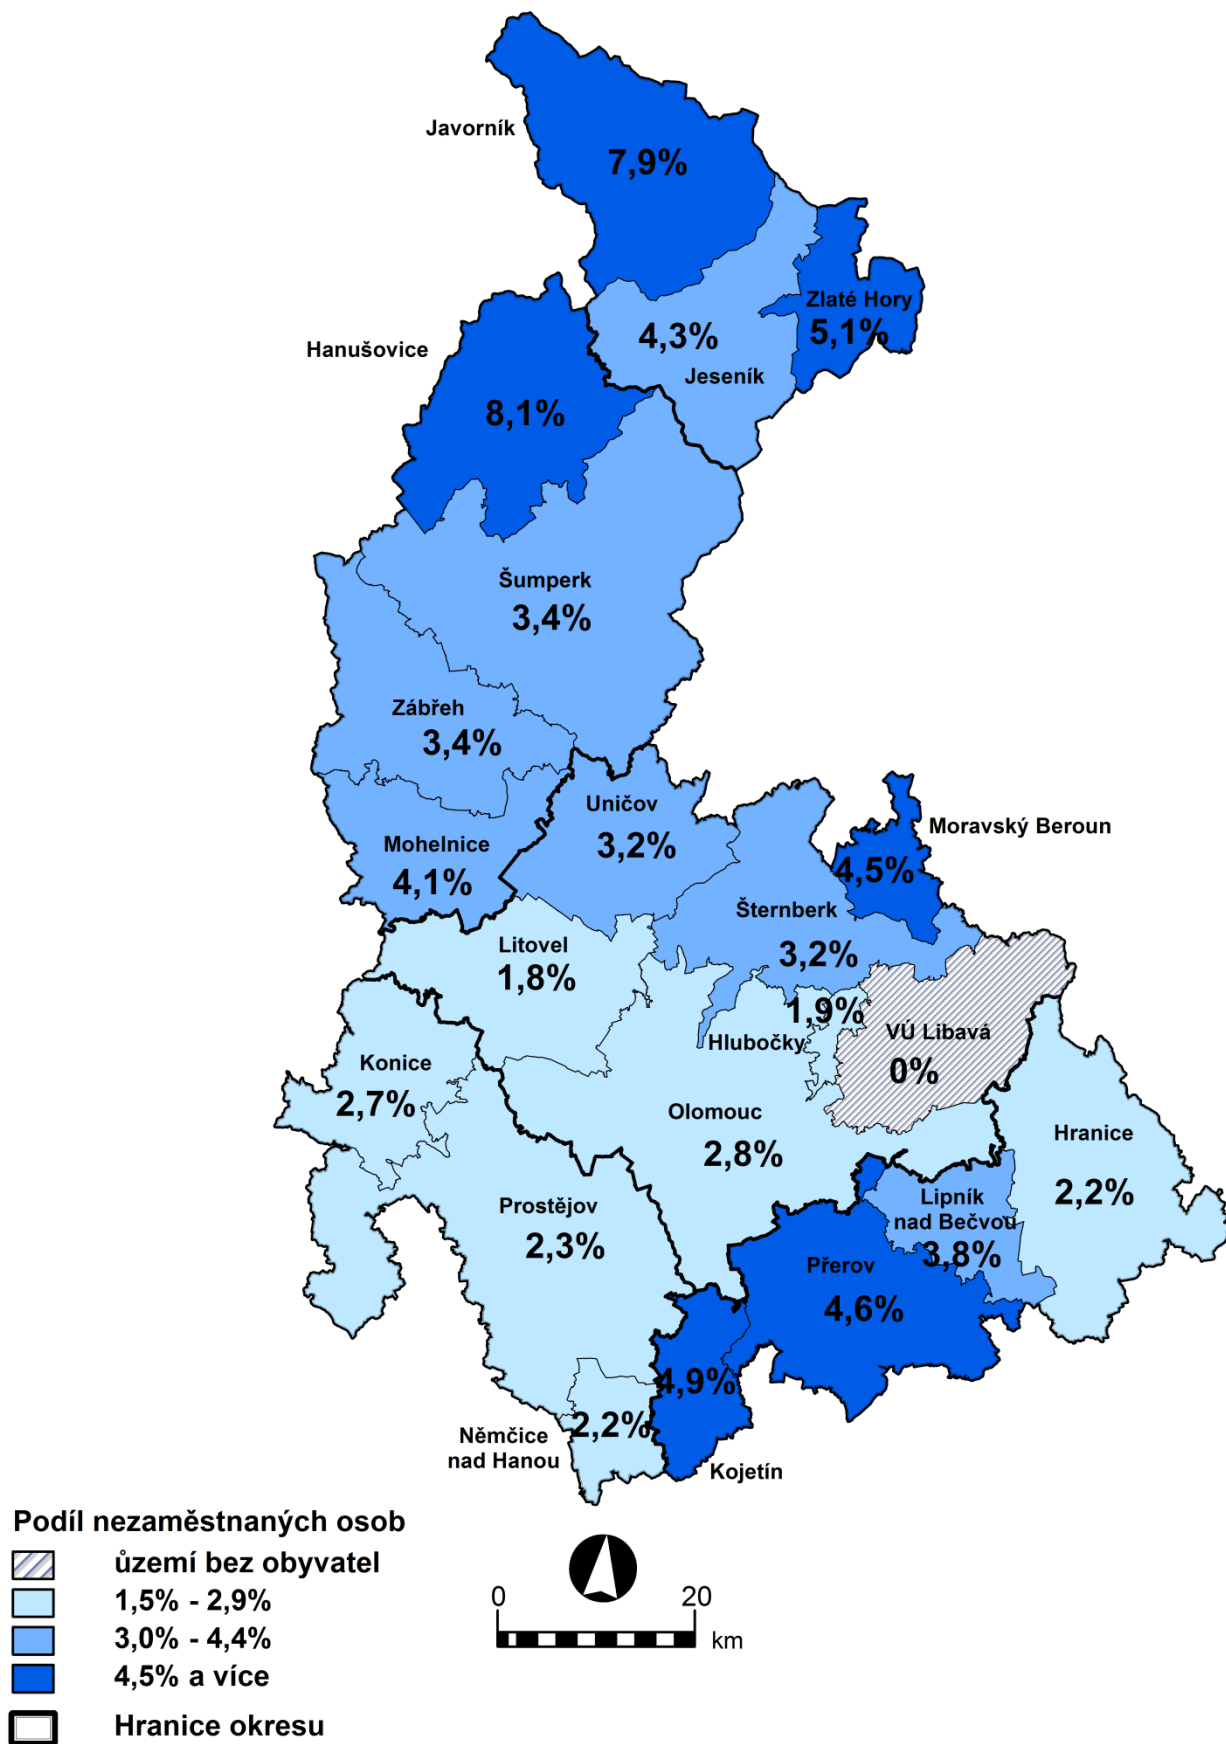 Javorník
7,9%
Zlaté Hory
5,1%
4,3%
Jeseník
Hanušovice
8,1%
Šumperk
3,4%
Zábřeh
3,4%
Uničov
3,2%
Moravský Beroun
4,5%
Mohelnice
4,1%
Šternberk
3,2%
Litovel
1,8%
1,9%
Hlubočky
VÚ Libavá
0%
Konice
2,7%
Olomouc
2,8%
Hranice
2,2%
Lipník
nad Bečvou
3,8%
Prostějov
2,3%
Přerov
4,6%
4,9%
Kojetín
2,2%
Němčice
nad Hanou
Podíl nezaměstnaných osob
území bez obyvatel
1,5% - 2,9%
3,0% - 4,4%
4,5% a více
Hranice okresu
0 20
km